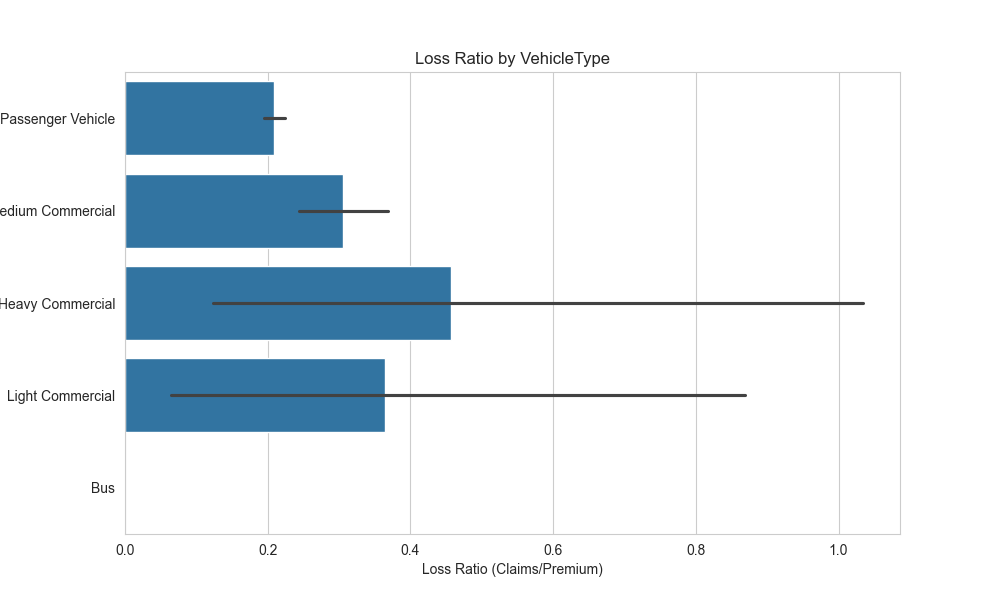 Loss Ratio by VehicleType
Passenger Vehicle
edium Commercial
Heavy Commercial
Light Commercial
Bus
0.0 0.2 0.4 0.6 0.8 1.0
Loss Ratio (Claims/Premium)